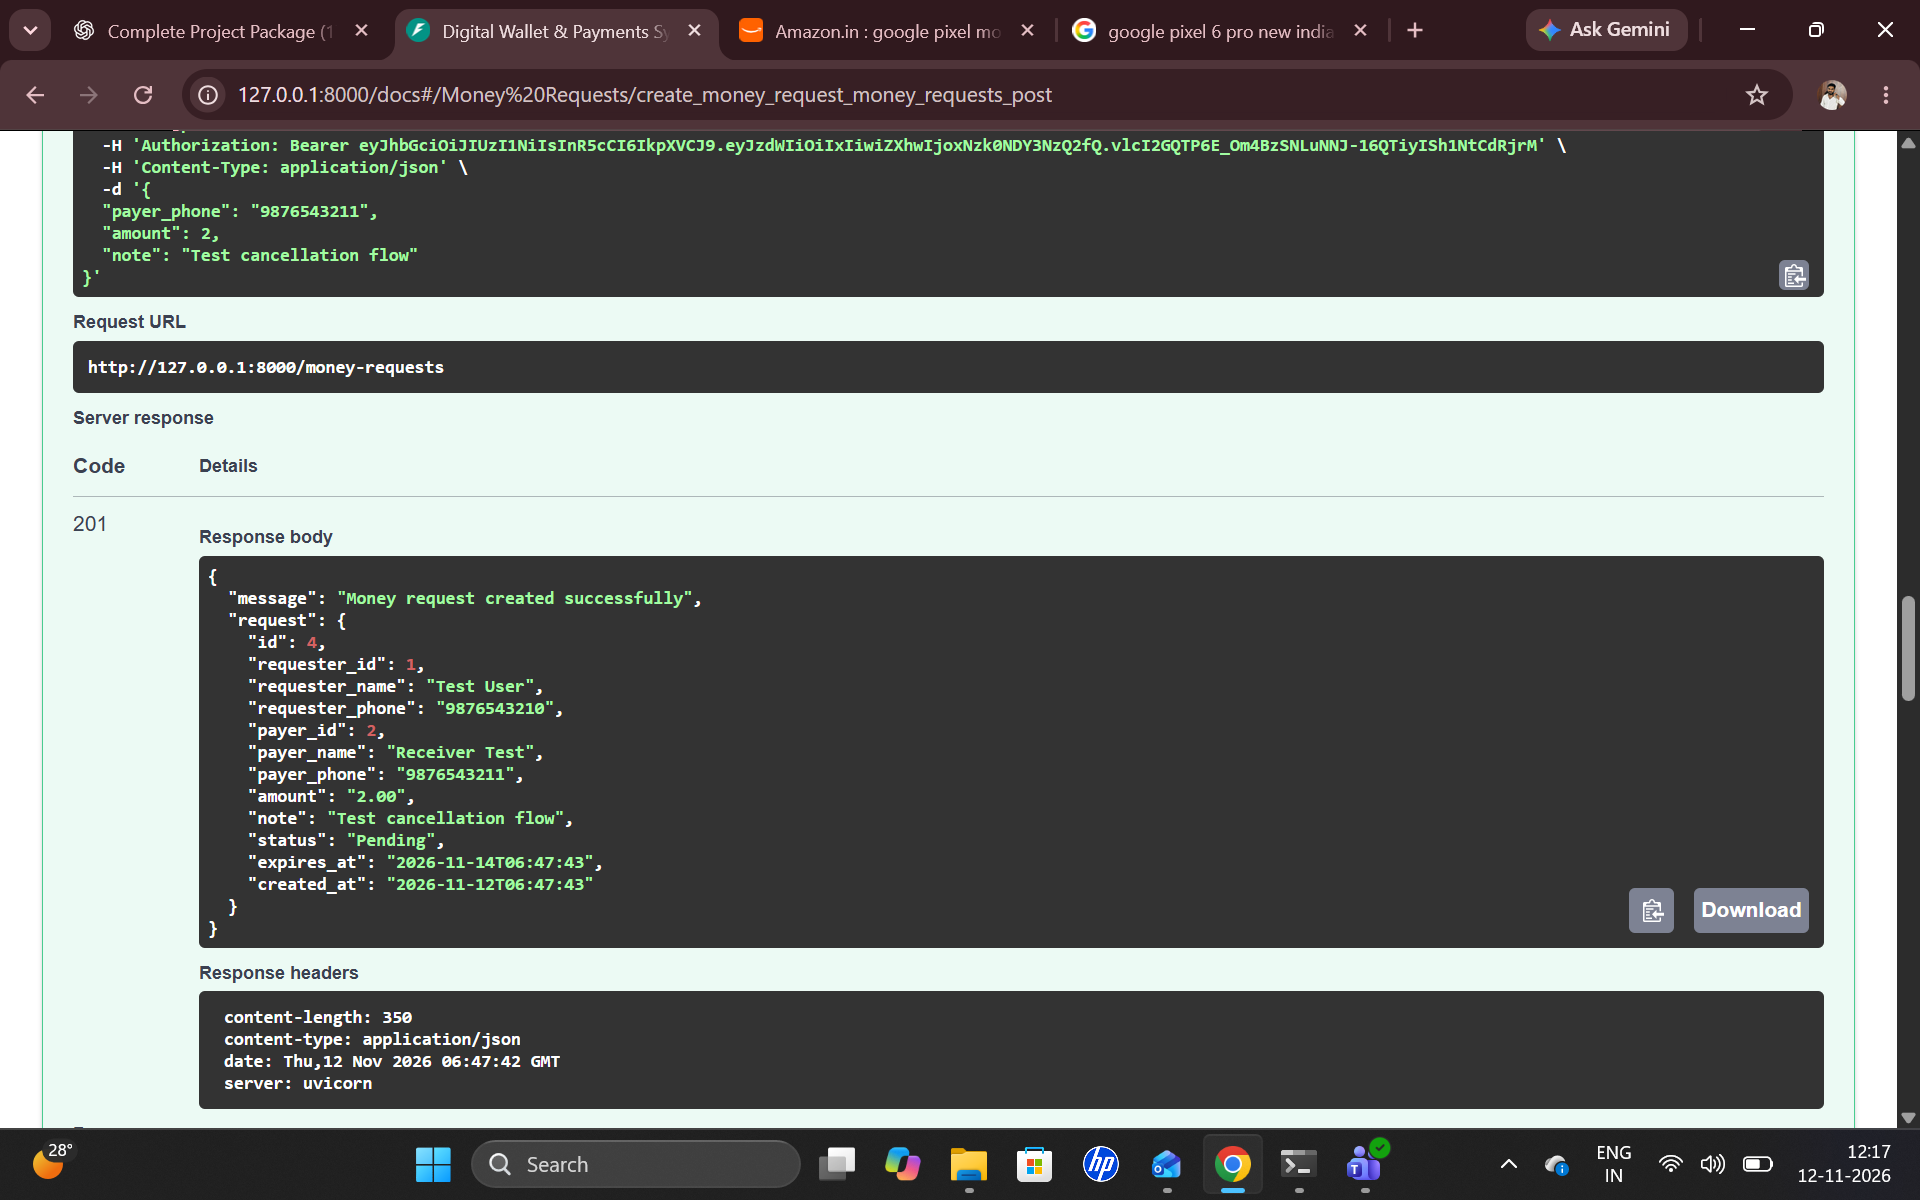 Complete Project Package (1
Digital Wallet & Payments Sy
Amazon.in : google pixel mo
google pixel 6 pro new india
Ask Gemini
127.0.0.1:8000/docs#/Money%20Requests/create_money_request_money_requests_post
-H 'Authorization: Bearer eyJhbGciOiJIUzI1NiIsInR5cCI6IkpXVCJ9.eyJzdWIiOiIxIiwiZXhwIjoxNzk0NDY3NzQ2fQ.vlcI2GQTP6E_Om4BzSNLuNNJ-16QTiyISh1NtCdRjrM' \
-H 'Content-Type: application/json' \
-d '{
"payer_phone": "9876543211",
"amount": 2,
"note": "Test cancellation flow"
}'
Request URL
http://127.0.0.1:8000/money-requests
Server response
Code Details
201
Response body
{
"message": "Money request created successfully",
"request": {
"id": 4,
"requester_id": 1,
"requester_name": "Test User",
"requester_phone": "9876543210",
"payer_id": 2,
"payer_name": "Receiver Test",
"payer_phone": "9876543211",
"amount": "2.00",
"note": "Test cancellation flow",
"status": "Pending",
"expires_at": "2026-11-14T06:47:43",
"created_at": "2026-11-12T06:47:43"
}
}
Download
Response headers
content-length: 350
content-type: application/json
date: Thu,12 Nov 2026 06:47:42 GMT
server: uvicorn
28°
Search
hp
ENG
IN
12:17
12-11-2026